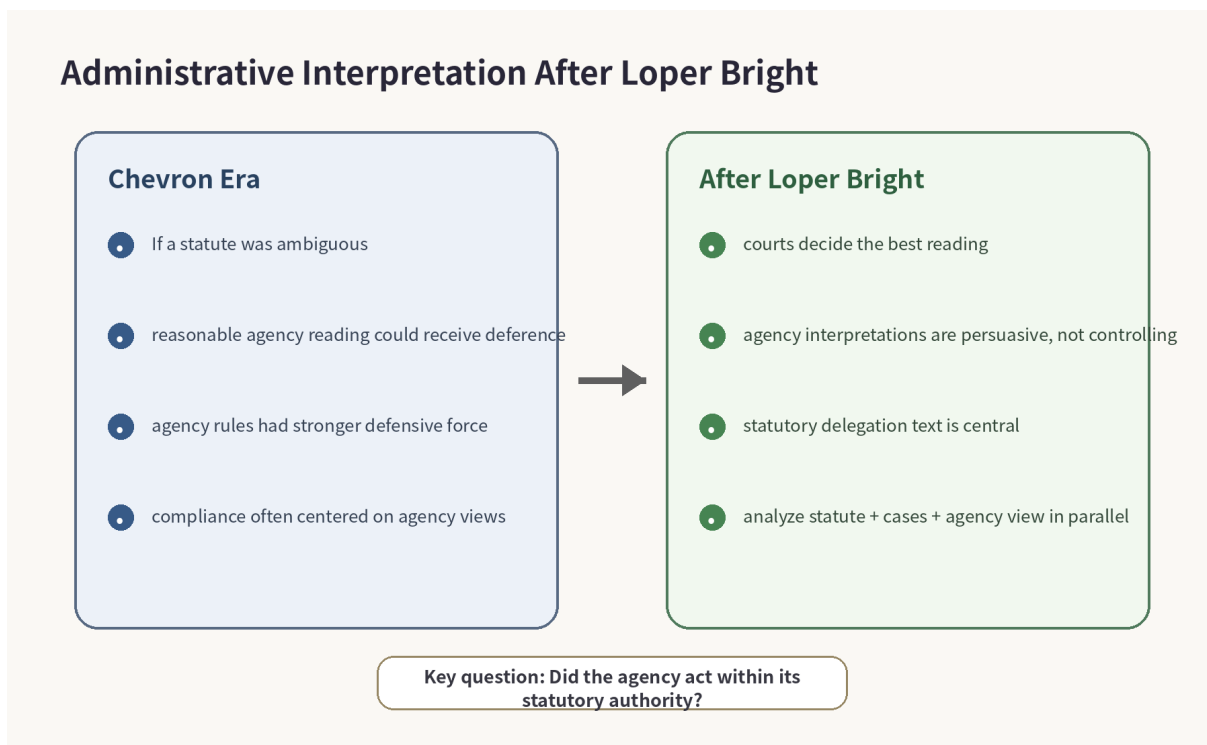 Administrative Interpretation After Loper Bright
Chevron Era
If a statute was ambiguous
reasonable agency reading could receive deference
agency rules had stronger defensive force
compliance often centered on agency views
After Loper Bright
courts decide the best reading
agency interpretations are persuasive, not controlling
statutory delegation text is central
analyze statute + cases + agency view in parallel
Key question: Did the agency act within its
statutory authority?